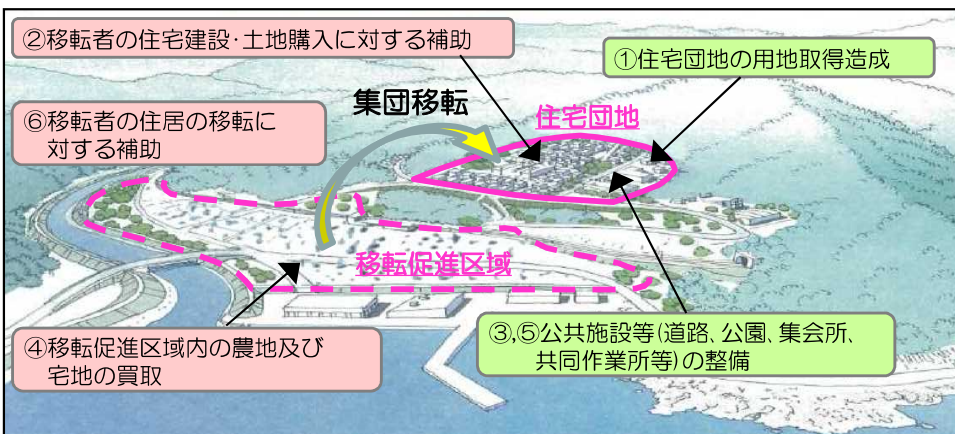 ②移転者の住宅建設・土地購入に対する補助
①住宅団地の用地取得造成
集団移転
住宅団地
⑥移転者の住居の移転に
対する補助
移転促進区域
④移転促進区域内の農地及び
宅地の買取
③,⑤公共施設等(道路、公園、集会所、
共同作業所等)の整備